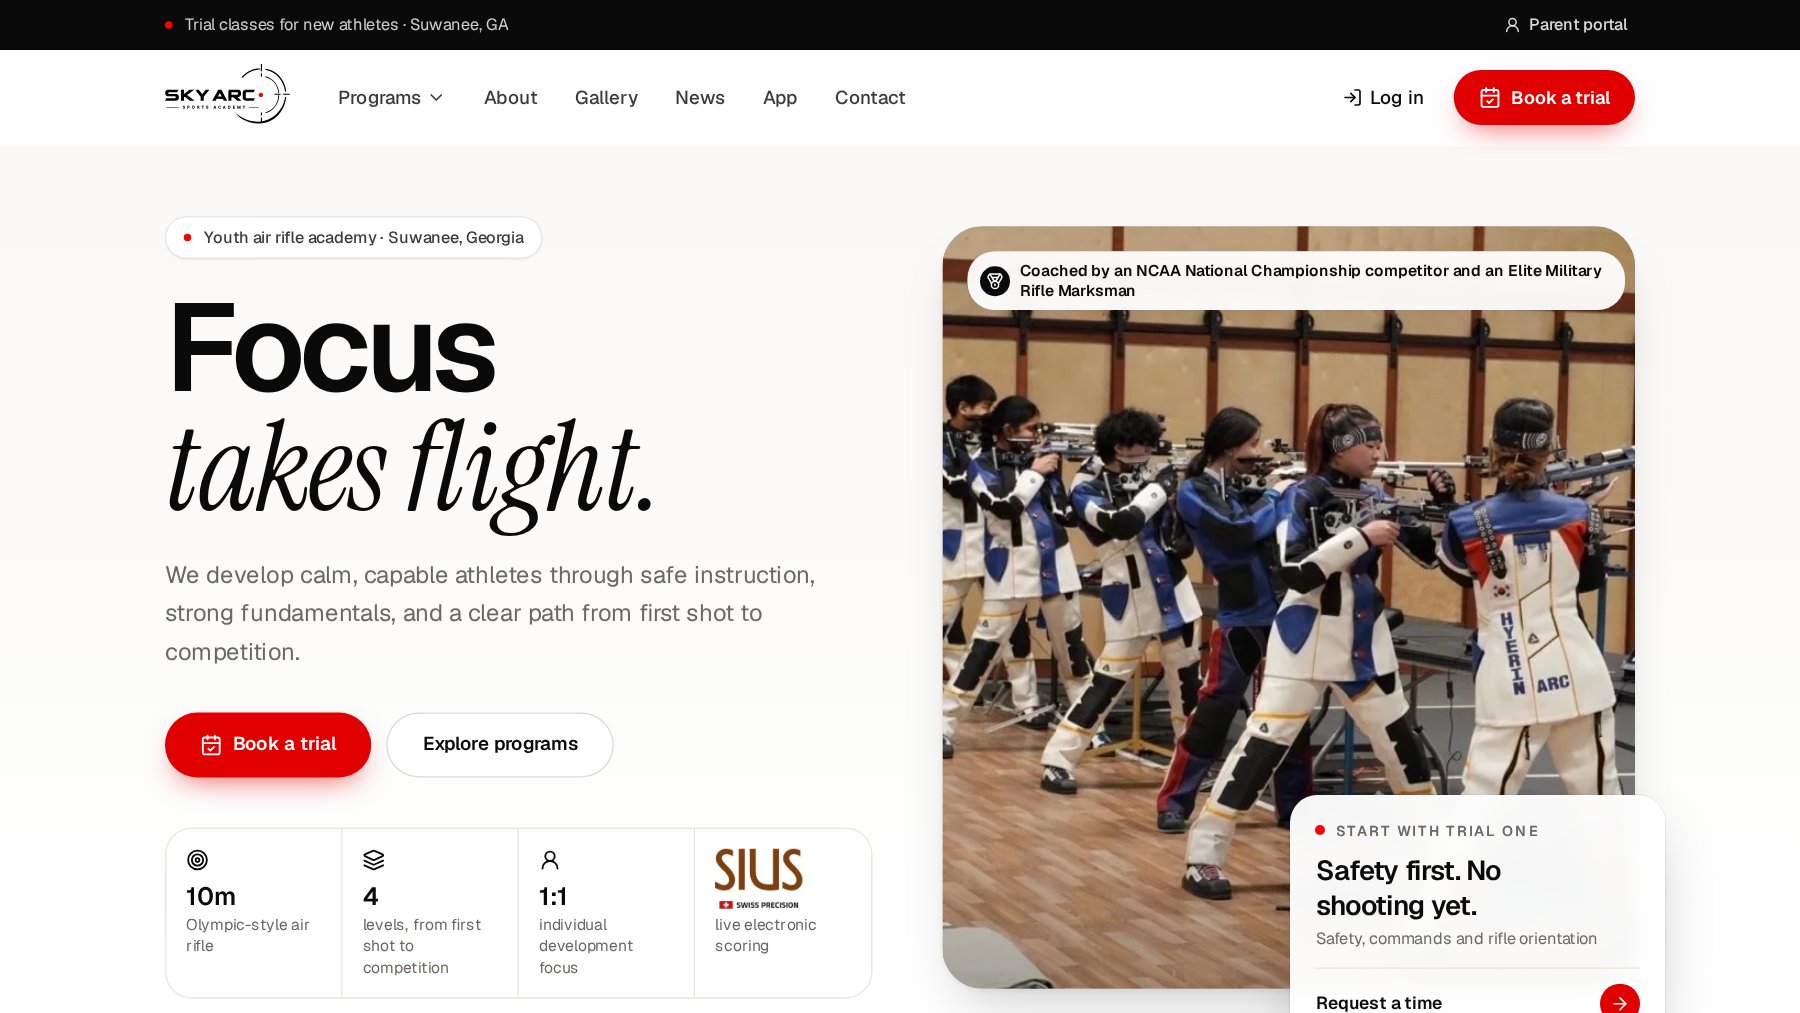 Trial classes for new athletes · Suwanee, GA
Parent portal
SKY ARC
SPORTS ACADEMY
Programs
About
Gallery
News
App
Contact
Log in
Book a trial
Youth air rifle academy · Suwanee, Georgia
Focus
takes flight.
We develop calm, capable athletes through safe instruction,
strong fundamentals, and a clear path from first shot to
competition.
Book a trial
Explore programs
10m
Olympic-style air
rifle
4
levels, from first
shot to
competition
1:1
individual
development
focus
SIUS
SWISS PRECISION
live electronic
scoring
Coached by an NCAA National Championship competitor and an Elite Military
Rifle Marksman
HYERIN
ARC
START WITH TRIAL ONE
Safety first. No
shooting yet.
Safety, commands and rifle orientation
Request a time